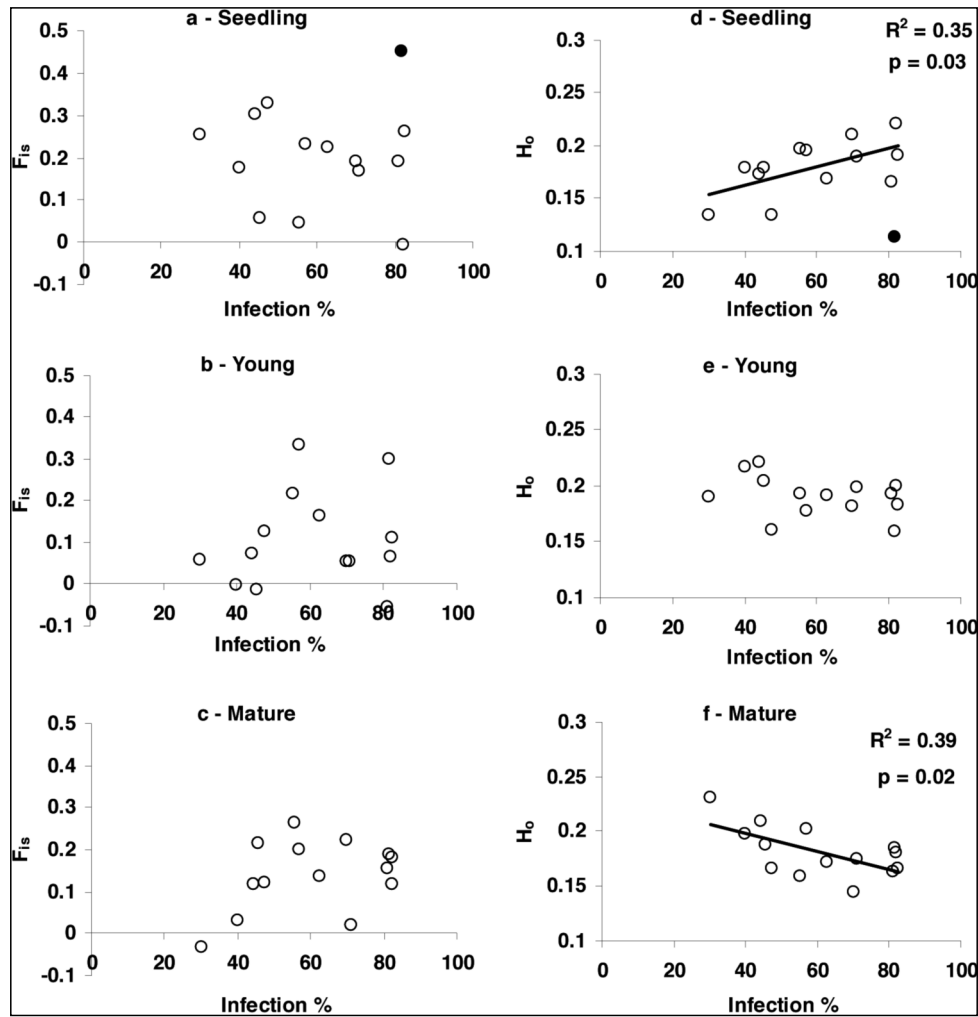 a - Seedling
0.5
0.4
0.3
0.2
0.1
0
-0.1
Fis
0 20 40 60 80 100
Infection %
d - Seedling
R² = 0.35
p = 0.03
0.3
0.25
0.2
0.15
0.1
Ho
0 20 40 60 80 100
Infection %
b - Young
0.5
0.4
0.3
0.2
0.1
0
-0.1
Fis
0 20 40 60 80 100
Infection %
e - Young
0.3
0.25
0.2
0.15
0.1
Ho
0 20 40 60 80 100
Infection %
c - Mature
0.5
0.4
0.3
0.2
0.1
0
-0.1
Fis
0 20 40 60 80 100
Infection %
f - Mature
R² = 0.39
p = 0.02
0.3
0.25
0.2
0.15
0.1
Ho
0 20 40 60 80 100
Infection %